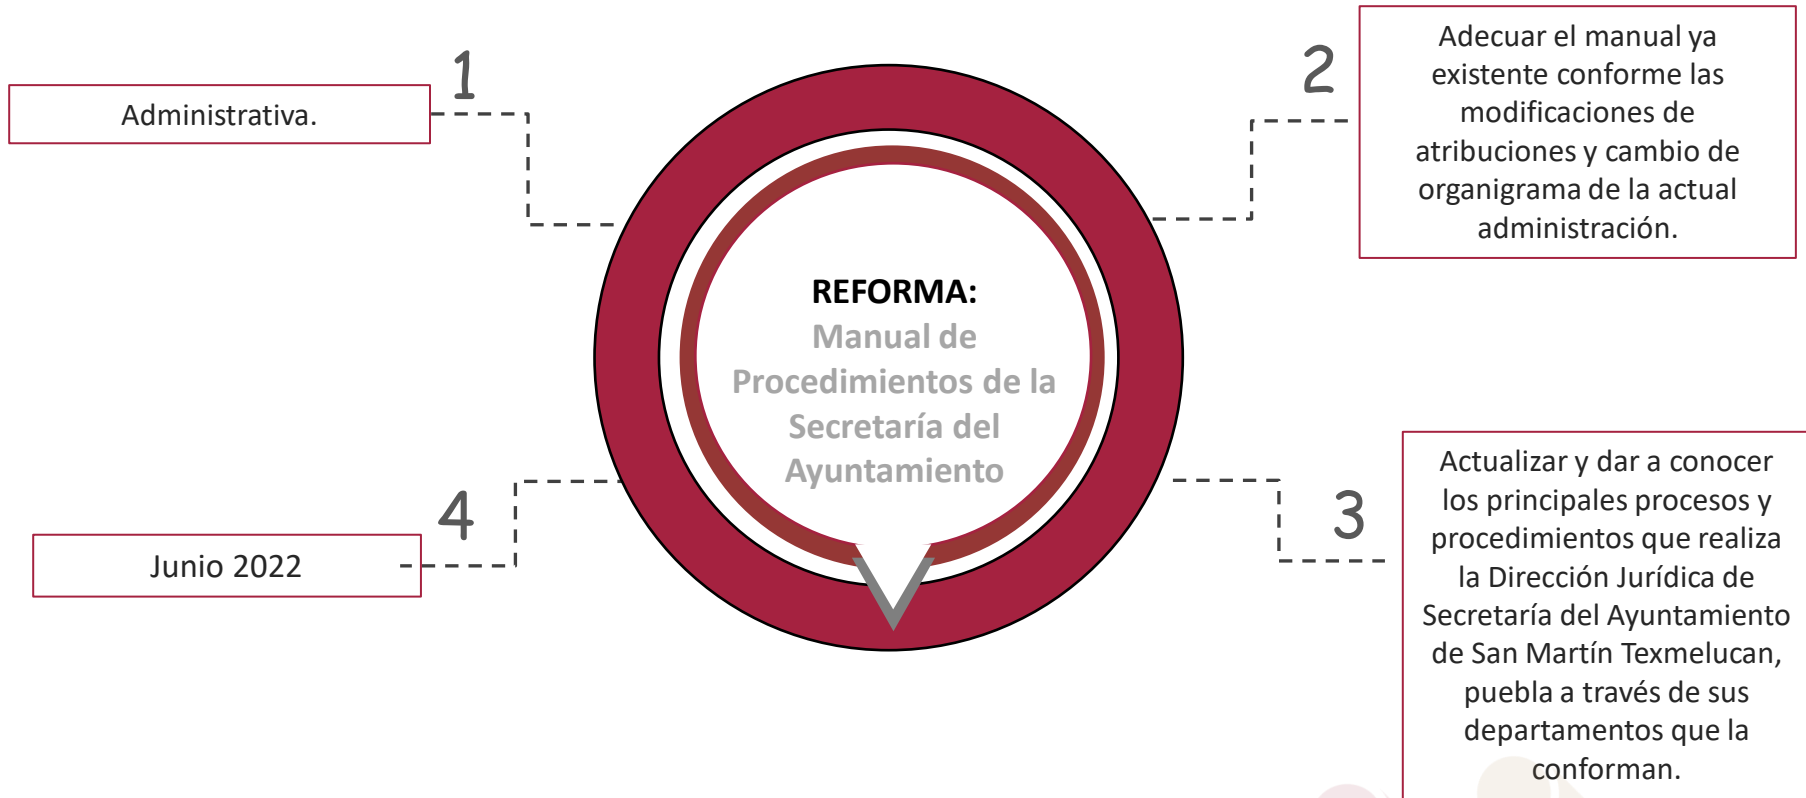 1
Administrativa.
2
Adecuar el manual ya
existente conforme las
modificaciones de
atribuciones y cambio de
organigrama de la actual
administración.
REFORMA:
Manual de
Procedimientos de la
Secretaría del
Ayuntamiento
3
Actualizar y dar a conocer
los principales procesos y
procedimientos que realiza
la Dirección Jurídica de
Secretaría del Ayuntamiento
de San Martín Texmelucan,
puebla a través de sus
departamentos que la
conforman.
4
Junio 2022